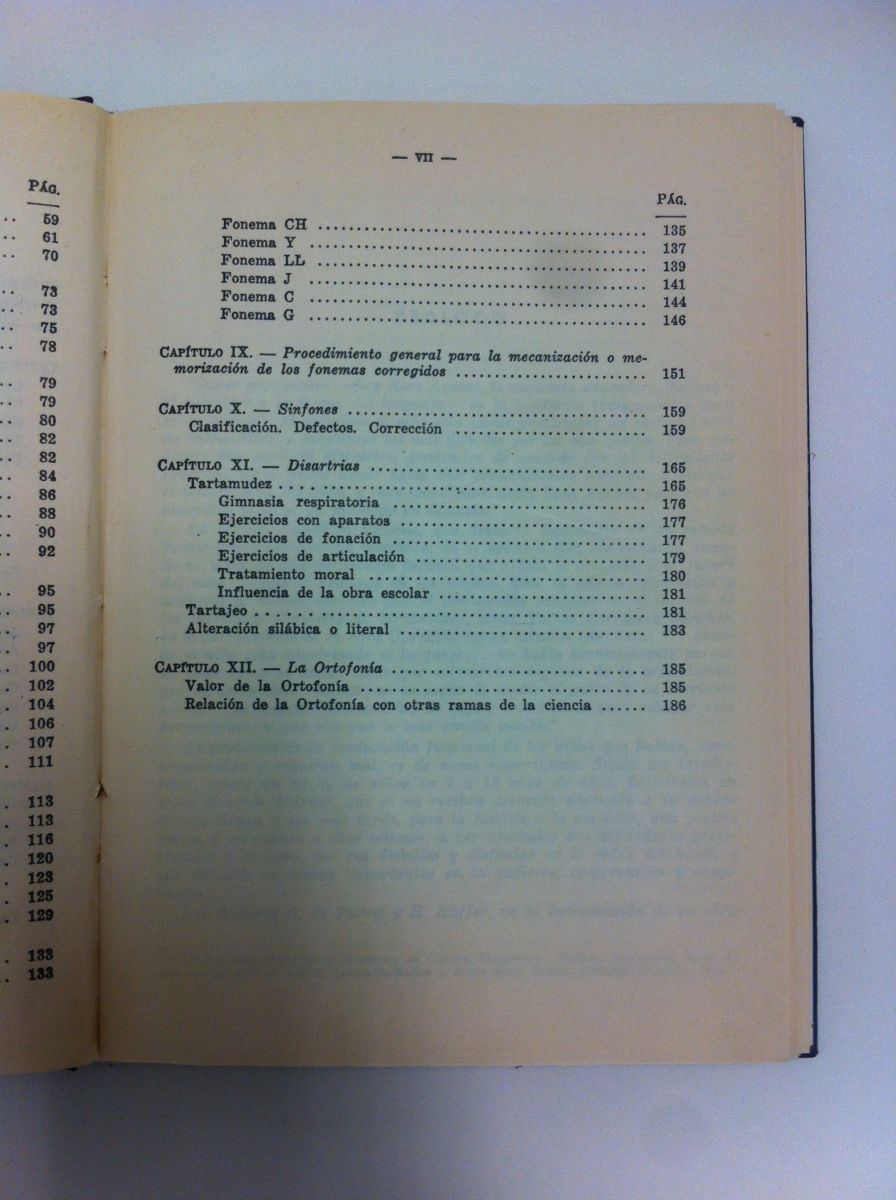 PÁG.
59
61
70
73
73
75
78
79
79
80
82
82
84
86
88
90
92
95
95
97
97
100
102
104
106
107
111
113
113
116
120
123
125
129
133
133
— VII —
PÁG.
Fonema CH ........................................ 135
Fonema Y ........................................ 137
Fonema LL ........................................ 139
Fonema J ........................................ 141
Fonema C ........................................ 144
Fonema G ........................................ 146
CAPÍTULO IX. — Procedimiento general para la mecanización o me-
morización de los fonemas corregidos ........................ 151
CAPÍTULO X. — Sinfones ...................................... 159
Clasificación. Defectos. Corrección ........................ 159
CAPÍTULO XI. — Disartrias ................................... 165
Tartamudez ............................................. 165
Gimnasia respiratoria ................................. 176
Ejercicios con aparatos ............................... 177
Ejercicios de fonación ................................ 177
Ejercicios de articulación ............................ 179
Tratamiento moral ..................................... 180
Influencia de la obra escolar ......................... 181
Tartajeo ............................................... 181
Alteración silábica o literal .............................. 183
CAPÍTULO XII. — La Ortofonía ................................ 185
Valor de la Ortofonía .................................... 185
Relación de la Ortofonía con otras ramas de la ciencia ...... 186